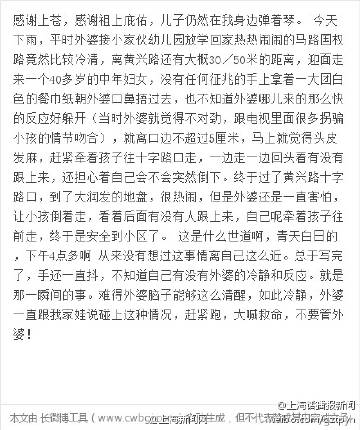 感谢上苍，感谢祖上庇佑，儿子仍然在我身边弹着琴。 今天
下雨，平时外婆接小家伙幼儿园放学回家热热闹闹的马路国权
路竟然比较冷清，离黄兴路还有大概30／50米的距离，迎面走
来一个40多岁的中年妇女，没有任何征兆的手上拿着一大团白
色的餐巾纸朝外婆口鼻捂过去，也不知道外婆哪儿来的那么快
的反应好躲开（当时外婆就觉得不对劲，跟电视里面很多拐骗
小孩的情节吻合），就离口边不超过5厘米，马上就觉得头皮
发麻，赶紧牵着孩子往十字路口走，一边走一边回头看有没有
跟上来，还担心着自己会不会突然倒下。终于过了黄兴路十字
路口，到了大润发的地盘，很热闹，但是外婆还是一直害怕，
让小孩倒着走，看着后面有没有人跟上来，自己呢牵着孩子往
前走，终于是安全到小区了。 这是什么世道啊，青天白日的
，下午4点多啊 从来没有想过这事情离自己这么近。总于写完
了，手还一直抖，不知道自己有没有外婆的冷静和反应。就是
那一瞬间的事。难得外婆脑子能够这么清醒，如此冷静，外婆
一直跟我家娃说碰上这种情况，赶紧跑，大喊救命，不要管外
婆！
本文由 长微博工具（www.cwb